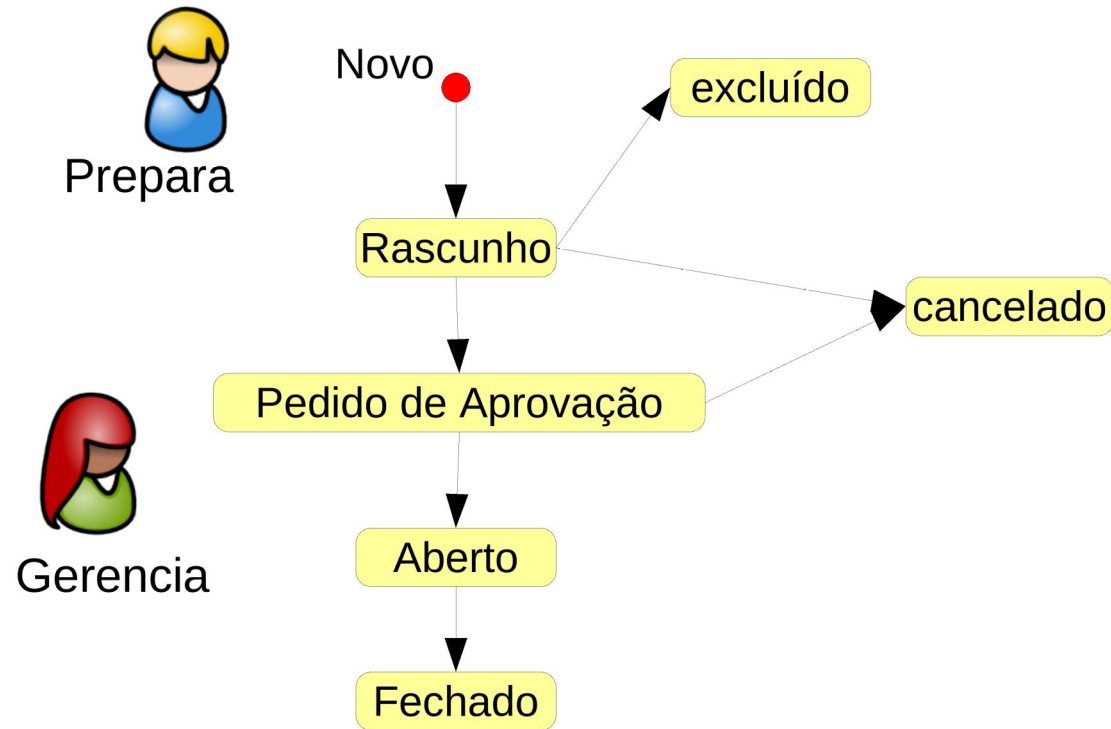 Novo
excluído
Prepara
Rascunho
cancelado
Pedido de Aprovação
Aberto
Gerencia
Fechado